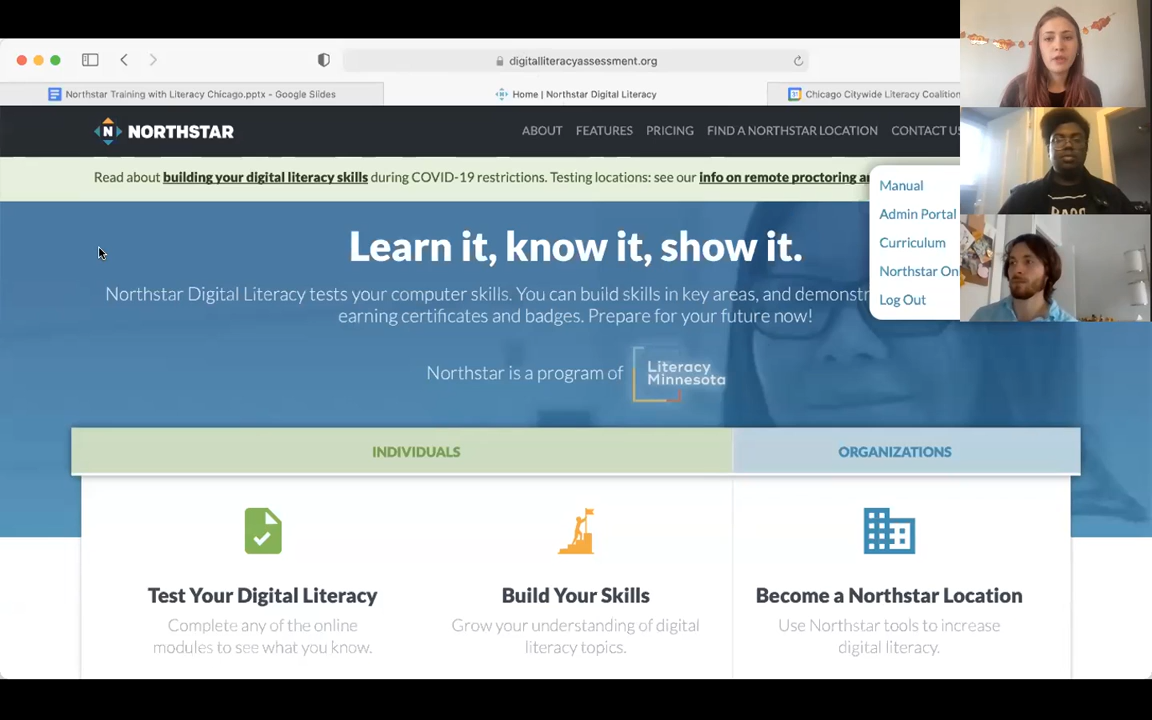 digitalliteracyassessment.org
Northstar Training with Literacy Chicago.pptx - Google Slides
Home | Northstar Digital Literacy
Chicago Citywide Literacy Coalition
N NORTHSTAR
ABOUT FEATURES PRICING FIND A NORTHSTAR LOCATION CONTACT US
Read about building your digital literacy skills during COVID-19 restrictions. Testing locations: see our info on remote proctoring
Manual
Admin Portal
Curriculum
Northstar On
Log Out
Learn it, know it, show it.
Northstar Digital Literacy tests your computer skills. You can build skills in key areas, and demonstr
earning certificates and badges. Prepare for your future now!
Northstar is a program of Literacy
Minnesota
INDIVIDUALS
ORGANIZATIONS
Test Your Digital Literacy
Complete any of the online
modules to see what you know.
Build Your Skills
Grow your understanding of digital
literacy topics.
Become a Northstar Location
Use Northstar tools to increase
digital literacy.